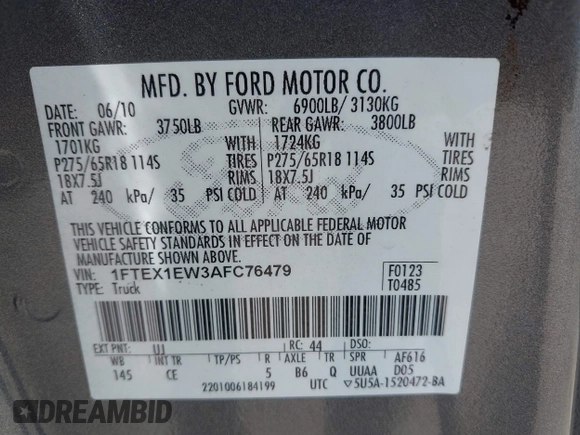 MFD. BY FORD MOTOR CO.
DATE: 06/10 GVWR: 6900LB/ 3130KG
FRONT GAWR: 3750LB REAR GAWR: 3800LB
1701KG WITH 1724KG WITH
P275/65R18 114S TIRES P275/65R18 114S TIRES
18X7.5J RIMS 18X7.5J RIMS
AT 240 kPa/ 35 PSI COLD AT 240 kPa/ 35 PSI COLD
THIS VEHICLE CONFORMS TO ALL APPLICABLE FEDERAL MOTOR
VEHICLE SAFETY STANDARDS IN EFFECT ON THE DATE OF
MANUFACTURE SHOWN ABOVE.
VIN: 1FTEX1EW3AFC76479 F0123
TYPE: Truck T0485
EXT PNT: UJ RC: 44 DSO:
WB INT TR TP/PS R AXLE TR SPR AF616
145 CE 5 B6 Q UUAA D05
2201006184199 UTC ▽5U5A-1520472-BA
DREAMBID